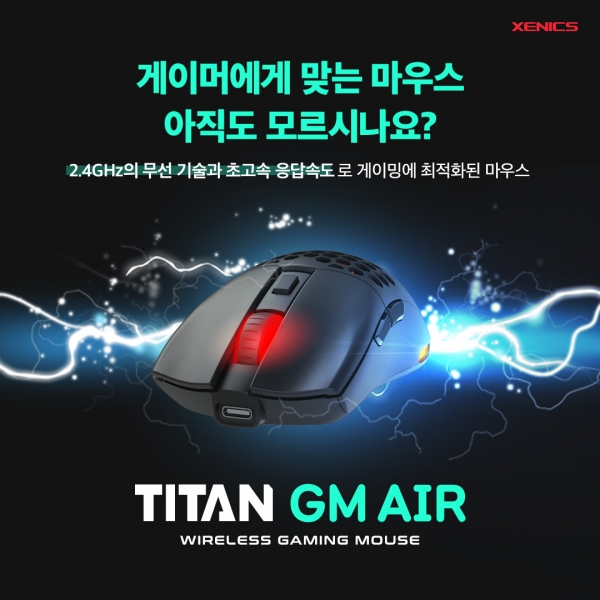 XENICS
게이머에게 맞는 마우스
아직도 모르시나요?
2.4GHz의 무선 기술과 초고속 응답속도 로 게이밍에 최적화된 마우스
TITAN GM AIR
WIRELESS GAMING MOUSE